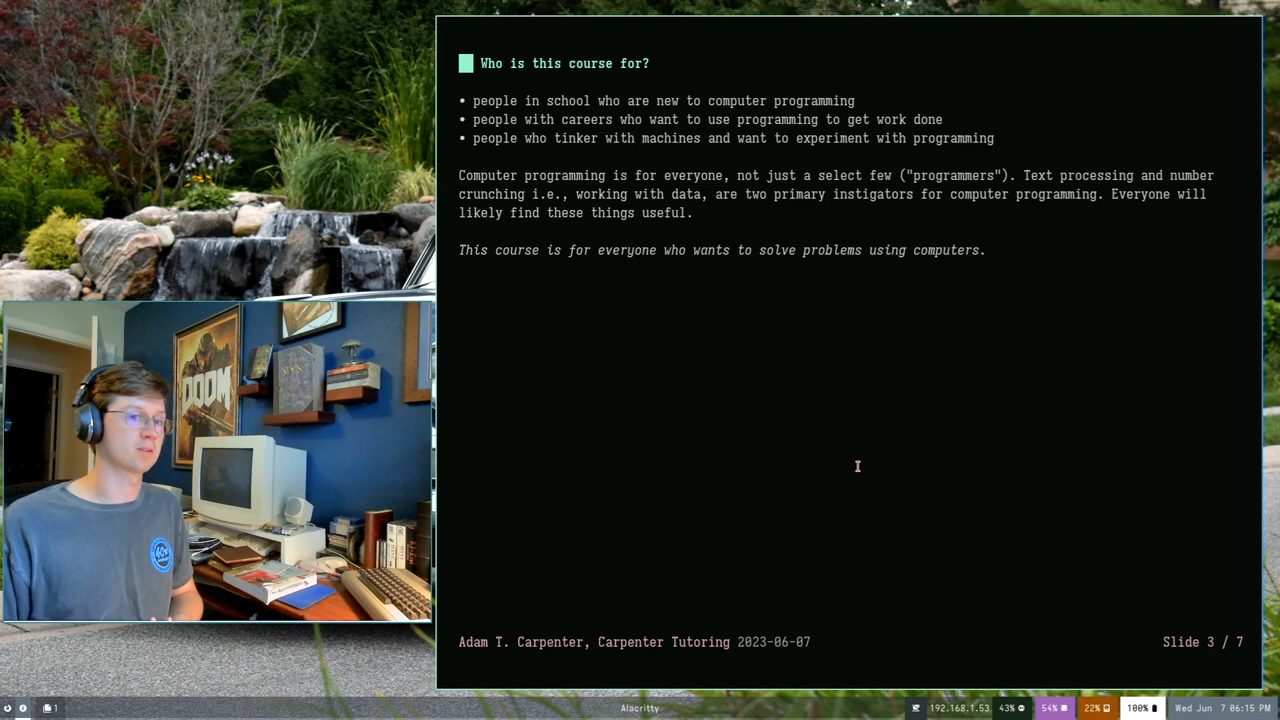 Who is this course for?
• people in school who are new to computer programming
• people with careers who want to use programming to get work done
• people who tinker with machines and want to experiment with programming
Computer programming is for everyone, not just a select few ("programmers"). Text processing and number
crunching i.e., working with data, are two primary instigators for computer programming. Everyone will
likely find these things useful.
This course is for everyone who wants to solve problems using computers.
DOOM
MYST
Adam T. Carpenter, Carpenter Tutoring 2023-06-07
Slide 3 / 7
1
Alacritty
192.168.1.53
43%
54%
22%
100%
Wed Jun 7 06:15 PM